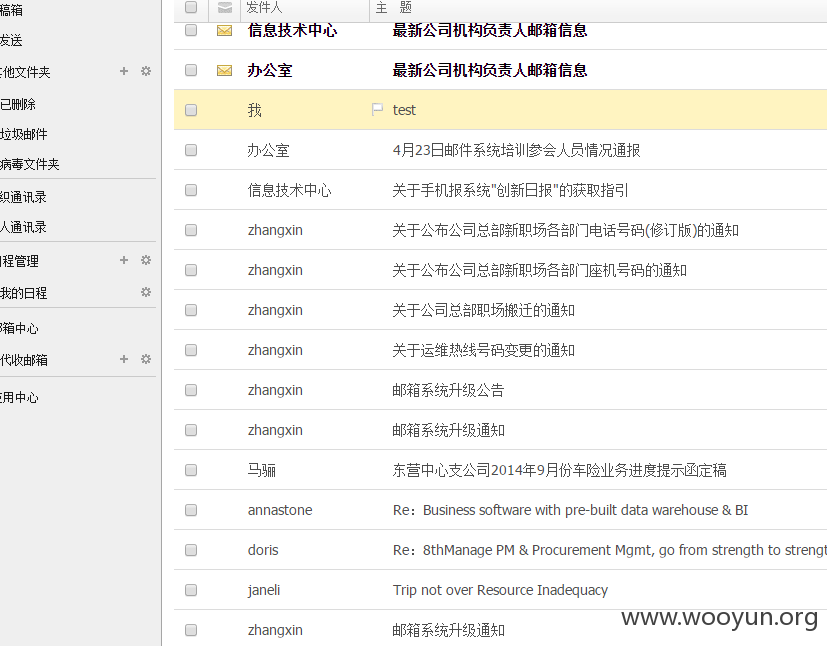 稿箱
发件人 主 题
信息技术中心 最新公司机构负责人邮箱信息
发送
办公室 最新公司机构负责人邮箱信息
其他文件夹
已删除
我 test
垃圾邮件
办公室 4月23日邮件系统培训参会人员情况通报
病毒文件夹
信息技术中心 关于手机报系统"创新日报"的获取指引
织通讯录
人通讯录
zhangxin 关于公布公司总部新职场各部门电话号码(修订版)的通知
日程管理
zhangxin 关于公布公司总部新职场各部门座机号码的通知
我的日程
zhangxin 关于公司总部职场搬迁的通知
邮箱中心
zhangxin 关于运维热线号码变更的通知
代收邮箱
zhangxin 邮箱系统升级公告
应用中心
zhangxin 邮箱系统升级通知
马骊 东营中心支公司2014年9月份车险业务进度提示函定稿
annastone Re：Business software with pre-built data warehouse & BI
doris Re：8thManage PM & Procurement Mgmt, go from strength to strengt
janeli Trip not over Resource Inadequacy
www.wooyun.org
zhangxin 邮箱系统升级通知